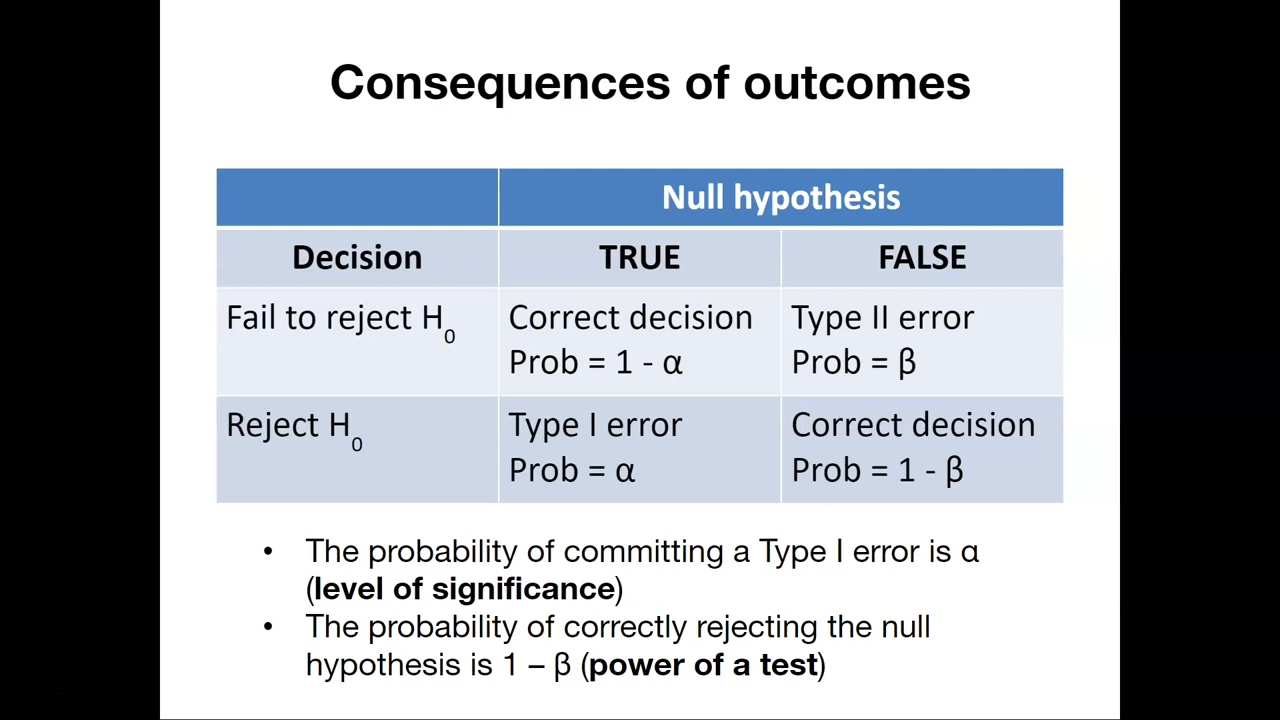 Consequences of outcomes
Null hypothesis
Decision TRUE FALSE
Fail to reject H0 Correct decision Type II error
Prob = 1 - α Prob = β
Reject H0 Type I error Correct decision
Prob = α Prob = 1 - β
• The probability of committing a Type I error is α
(level of significance)
• The probability of correctly rejecting the null
hypothesis is 1 – β (power of a test)